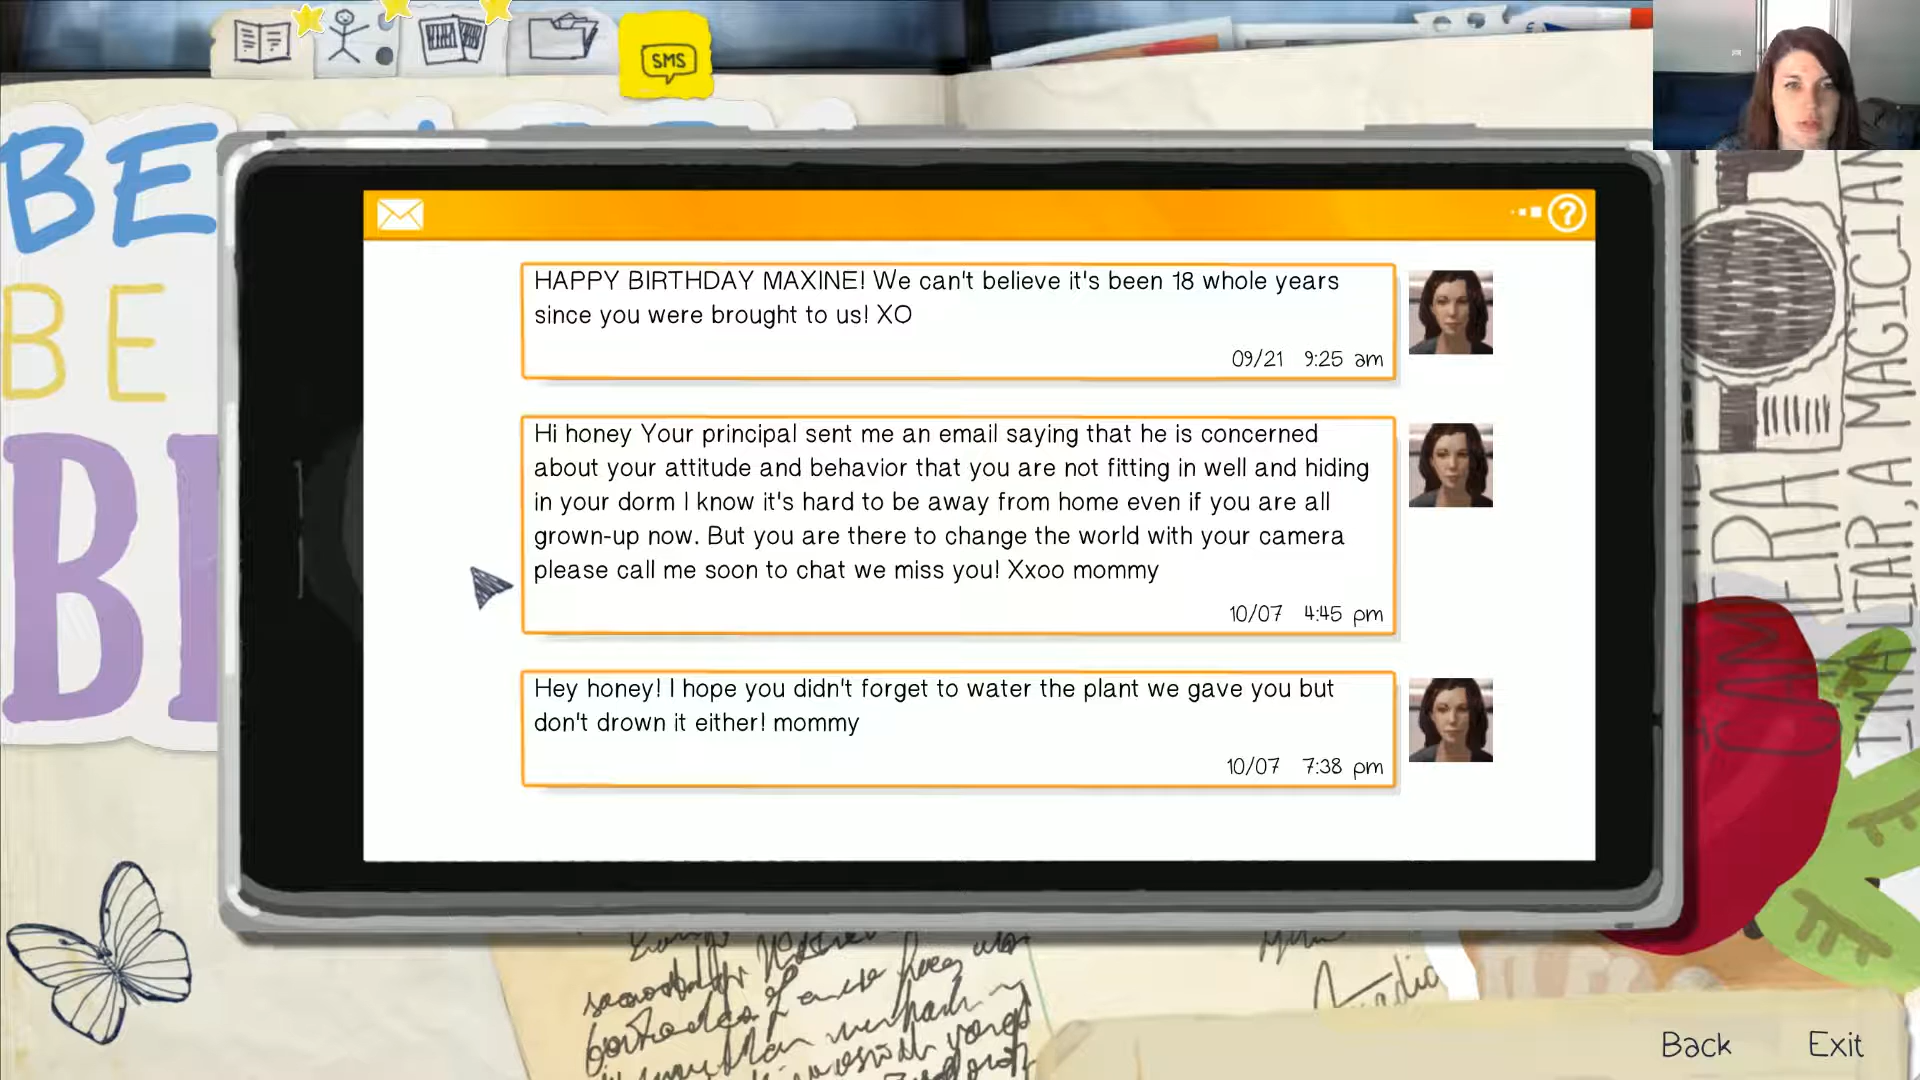 SMS
BE
BE
HAPPY BIRTHDAY MAXINE! We can't believe it's been 18 whole years
since you were brought to us! XO
09/21 9:25 am
Hi honey Your principal sent me an email saying that he is concerned
about your attitude and behavior that you are not fitting in well and hiding
in your dorm I know it's hard to be away from home even if you are all
grown-up now. But you are there to change the world with your camera
please call me soon to chat we miss you! Xxoo mommy
10/07 4:45 pm
Hey honey! I hope you didn't forget to water the plant we gave you but
don't drown it either! mommy
10/07 7:38 pm
CAMERA
A MAGICIAN
Back Exit